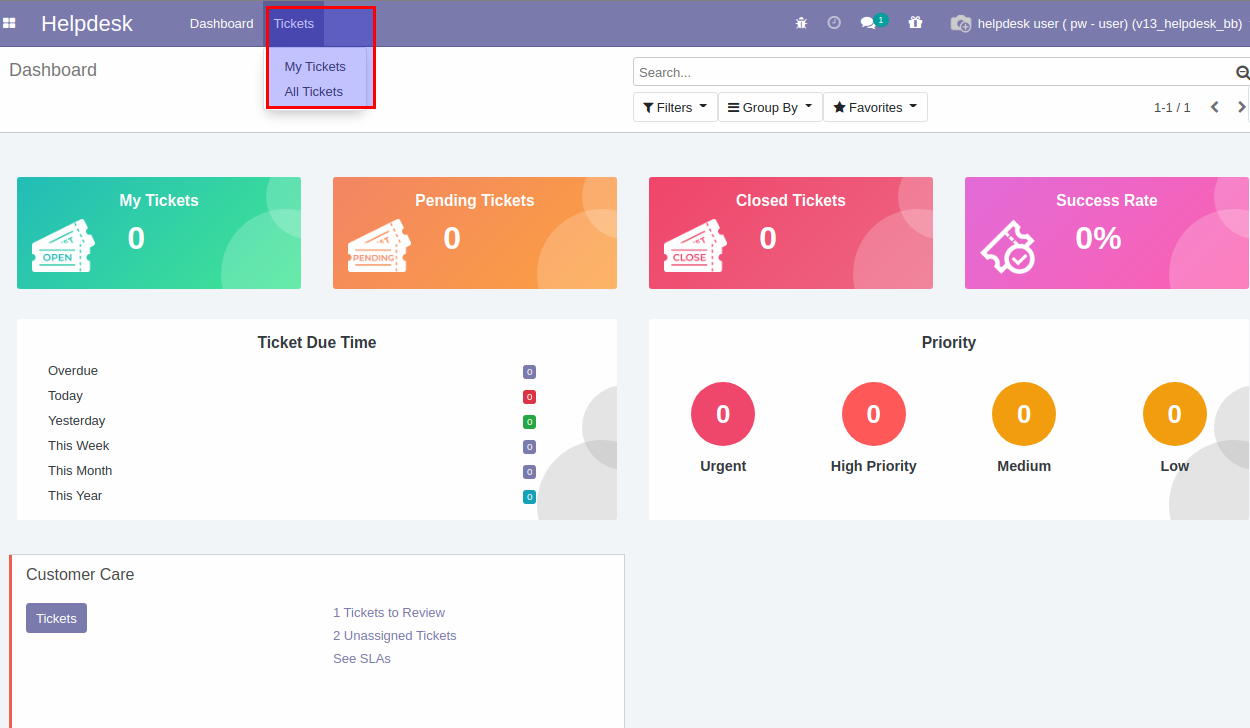 Helpdesk Dashboard Tickets 1 helpdesk user ( pw - user) (v13_helpdesk_bb)
My Tickets
All Tickets
Dashboard
Search...
Filters Group By Favorites 1-1 / 1
My Tickets
0
OPEN
Pending Tickets
0
PENDING
Closed Tickets
0
CLOSE
Success Rate
0%
Ticket Due Time
Overdue 0
Today 0
Yesterday 0
This Week 0
This Month 0
This Year 0
Priority
0 0 0 0
Urgent High Priority Medium Low
Customer Care
Tickets
1 Tickets to Review
2 Unassigned Tickets
See SLAs